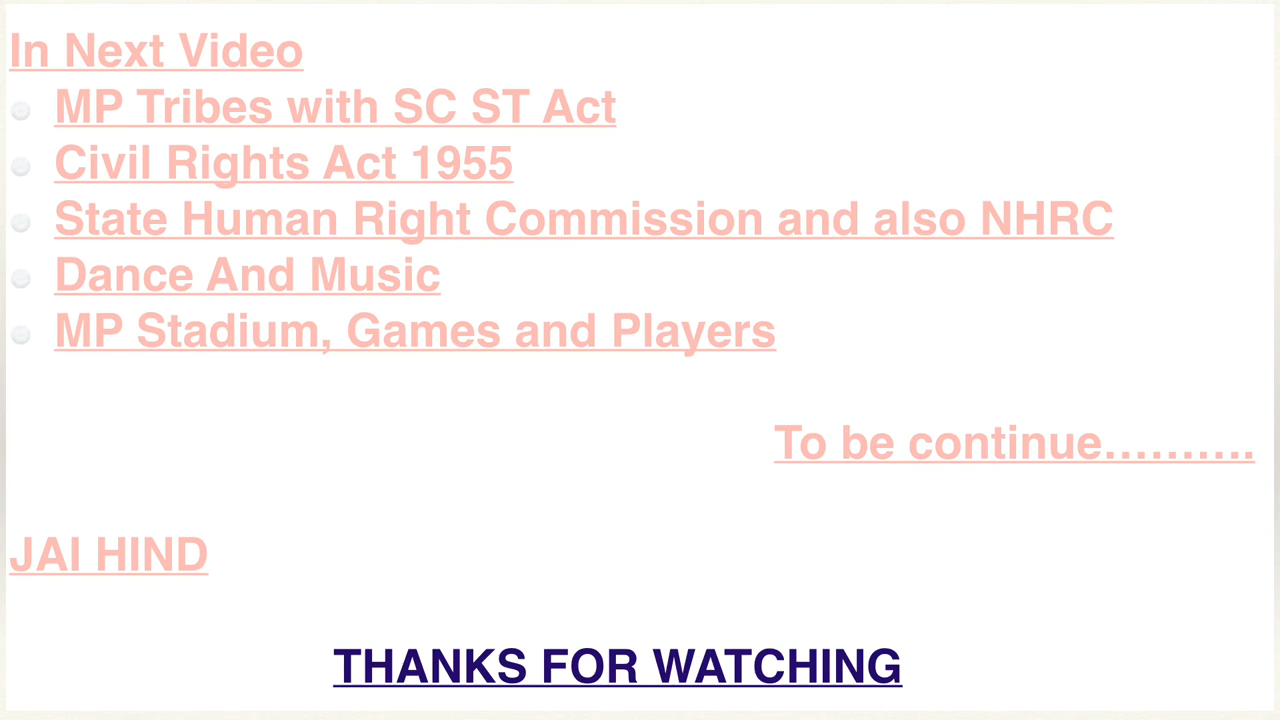 In Next Video
MP Tribes with SC ST Act
Civil Rights Act 1955
State Human Right Commission and also NHRC
Dance And Music
MP Stadium, Games and Players
To be continue……….
JAI HIND
THANKS FOR WATCHING